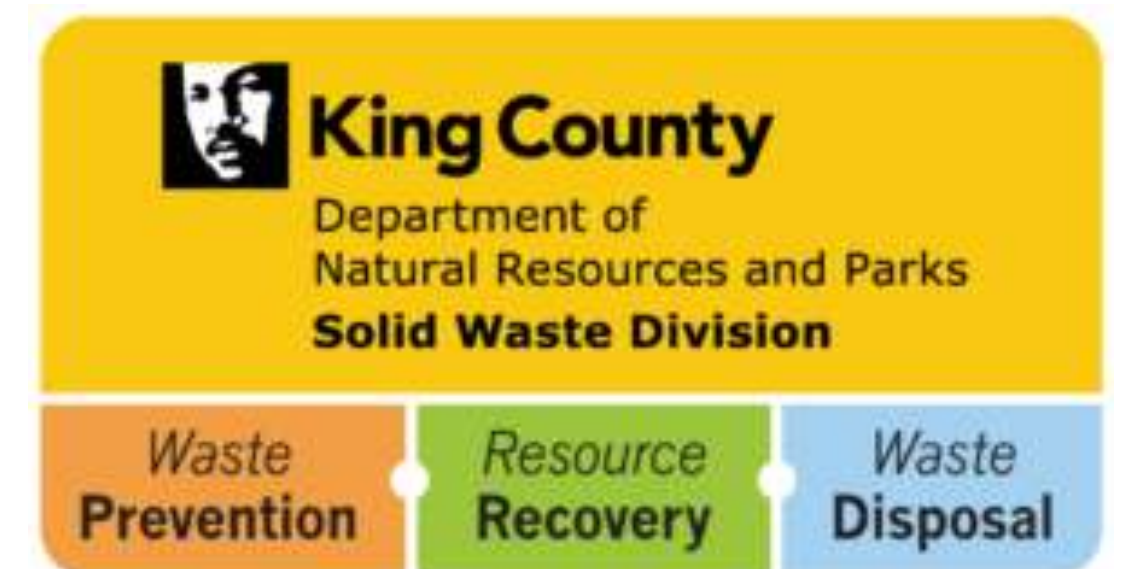 King County
Department of
Natural Resources and Parks
Solid Waste Division
Waste
Prevention
Resource
Recovery
Waste
Disposal